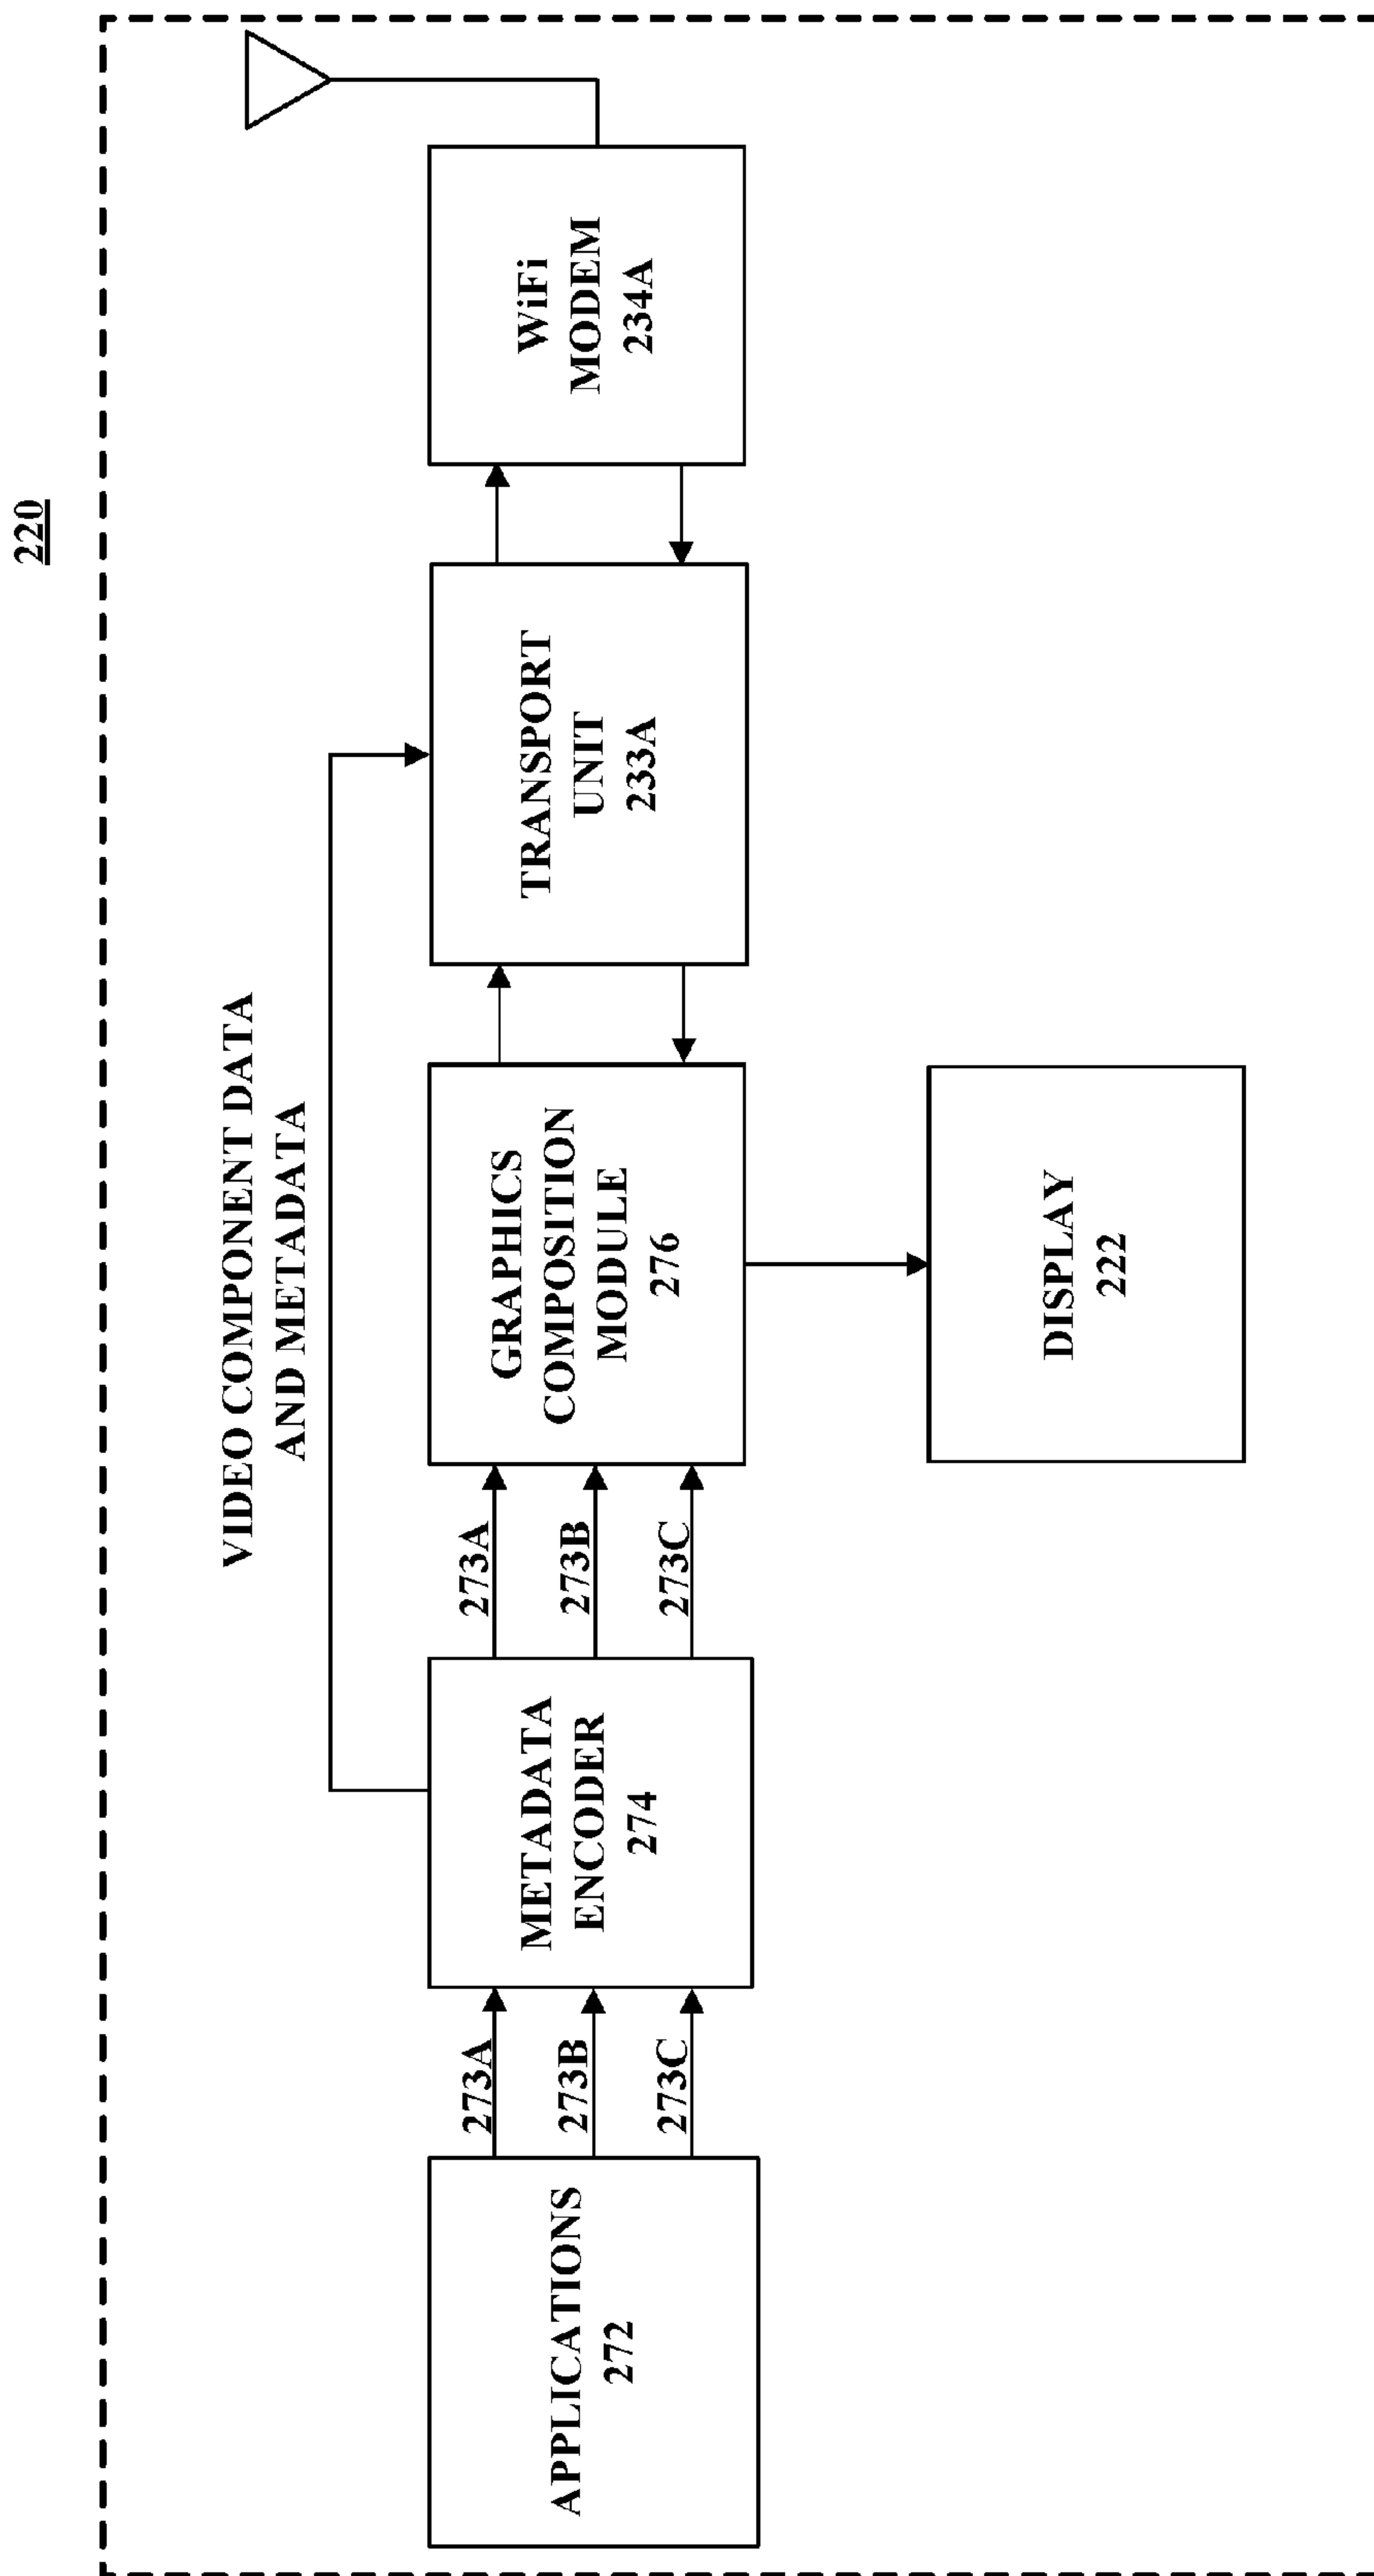 220
VIDEO COMPONENT DATA
AND METADATA
APPLICATIONS
272
273A
273B
273C
METADATA
ENCODER
274
273A
273B
273C
GRAPHICS
COMPOSITION
MODULE
276
TRANSPORT
UNIT
233A
WiFi
MODEM
234A
DISPLAY
222